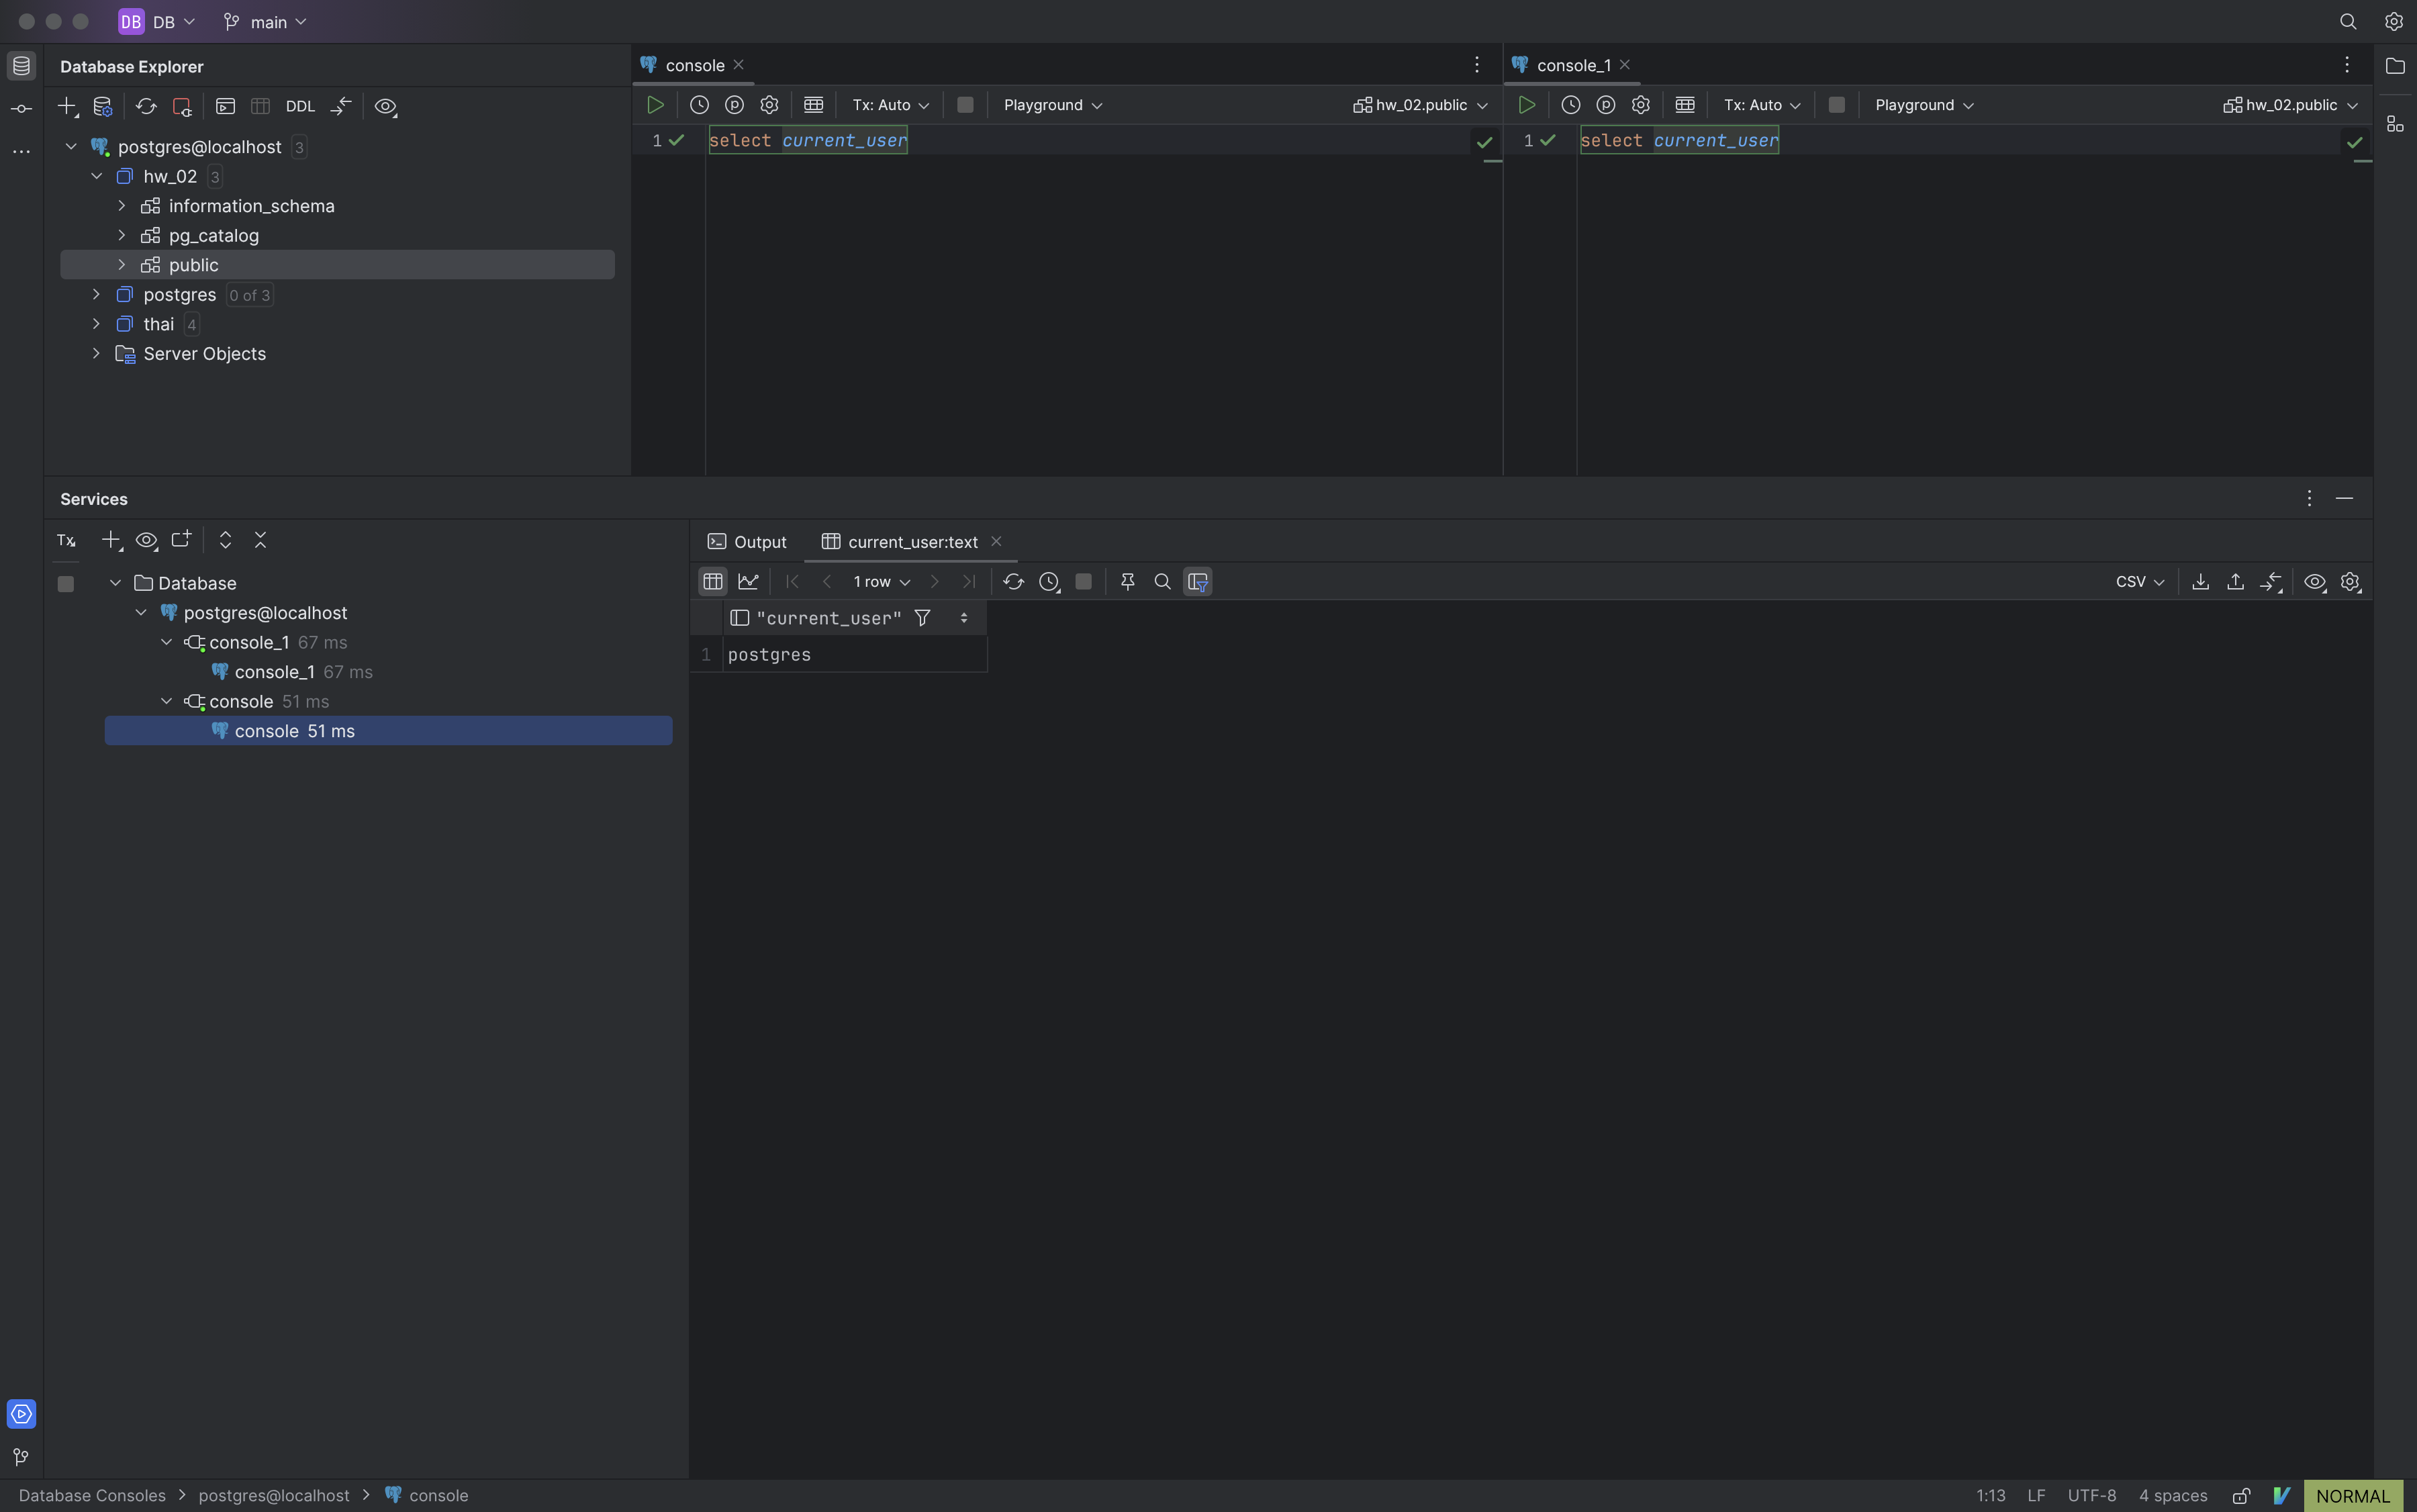 DB DB main
Database Explorer
DDL
postgres@localhost 3
hw_02 3
information_schema
pg_catalog
public
postgres 0 of 3
thai 4
Server Objects
console
Tx: Auto Playground hw_02.public
1 select current_user
console_1
Tx: Auto Playground hw_02.public
1 select current_user
Services
Tx
Database
postgres@localhost
console_1 67 ms
console_1 67 ms
console 51 ms
console 51 ms
Output current_user:text
1 row CSV
"current_user"
1 postgres
Database Consoles postgres@localhost console 1:13 LF UTF-8 4 spaces NORMAL